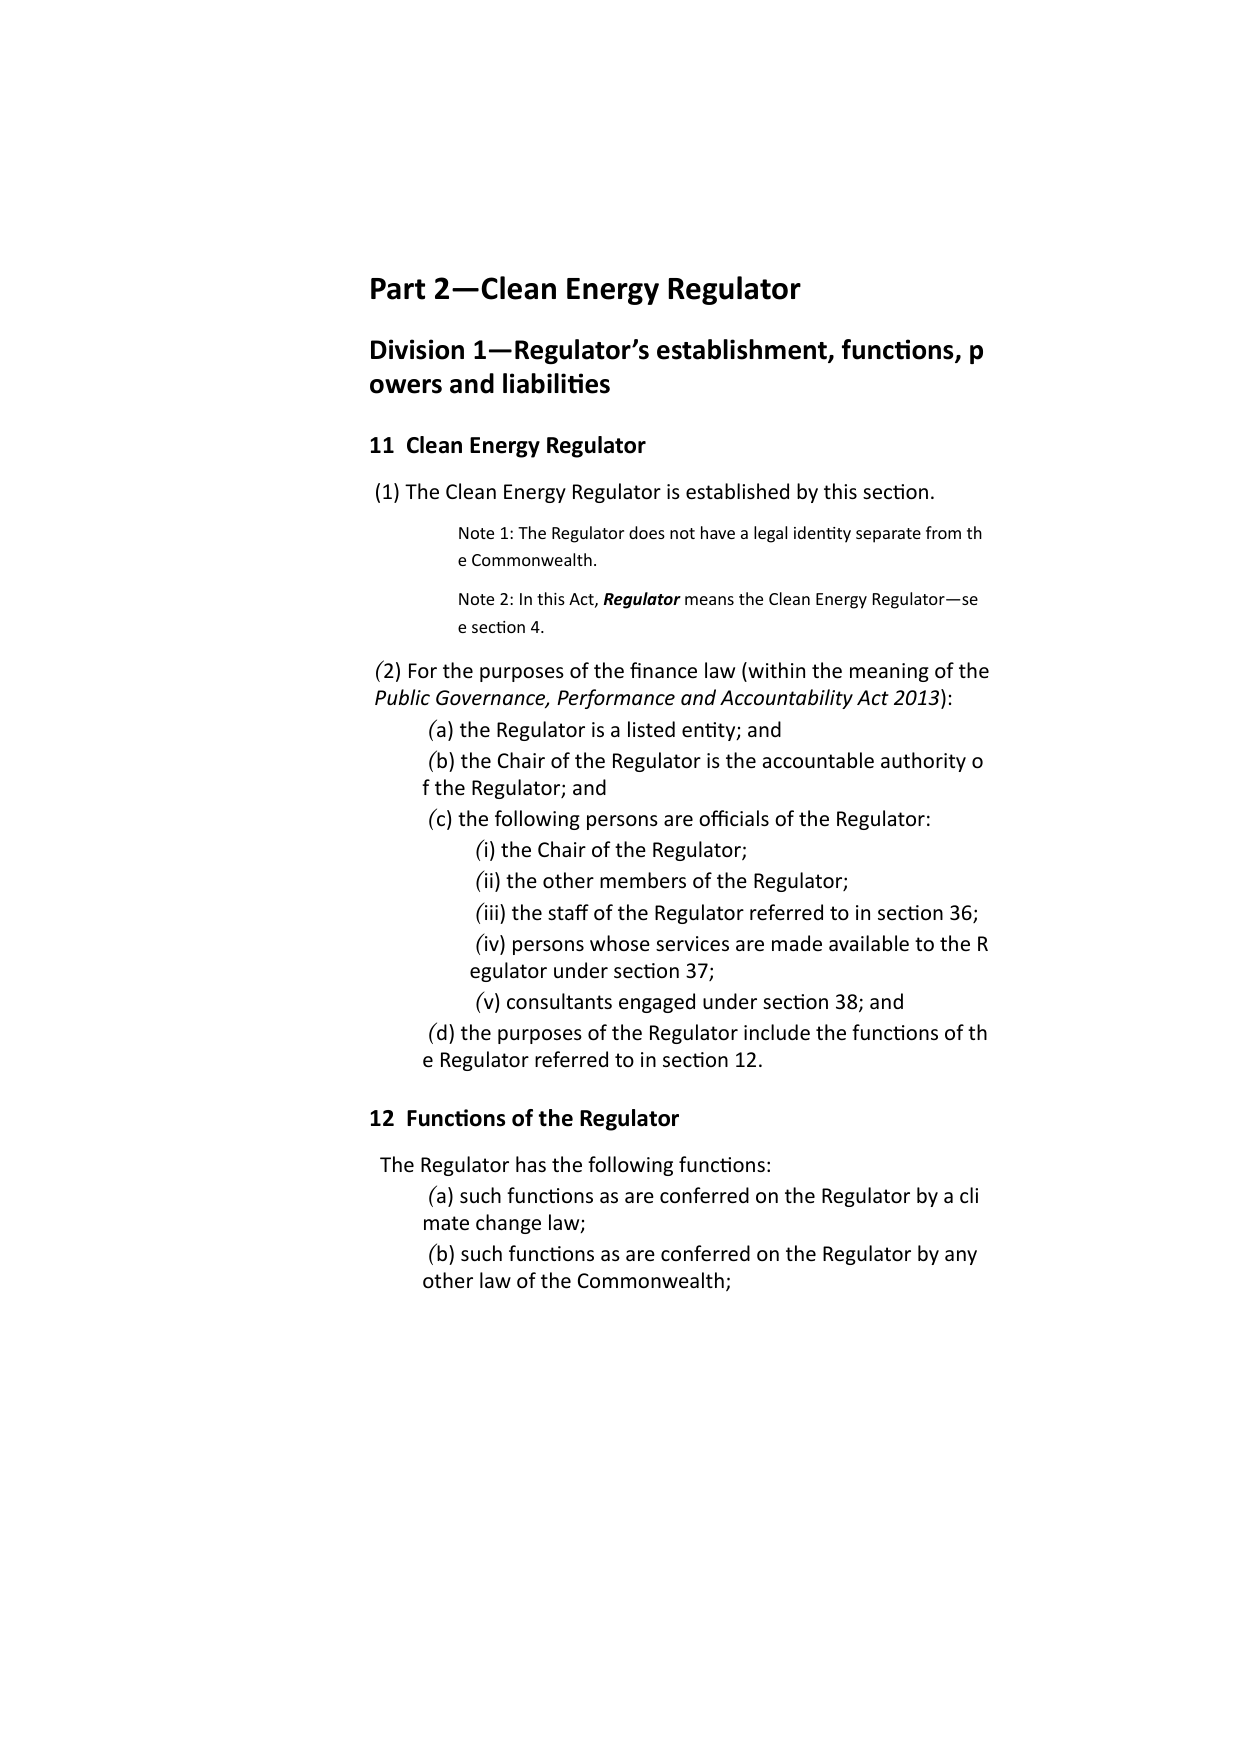 Part 2—Clean Energy Regulator
Division 1—Regulator’s establishment, functions, p
owers and liabilities
11 Clean Energy Regulator
(1) The Clean Energy Regulator is established by this section.
Note 1: The Regulator does not have a legal identity separate from th
e Commonwealth.
Note 2: In this Act, Regulator means the Clean Energy Regulator—se
e section 4.
(2) For the purposes of the finance law (within the meaning of the
Public Governance, Performance and Accountability Act 2013):
(a) the Regulator is a listed entity; and
(b) the Chair of the Regulator is the accountable authority o
f the Regulator; and
(c) the following persons are officials of the Regulator:
(i) the Chair of the Regulator;
(ii) the other members of the Regulator;
(iii) the staff of the Regulator referred to in section 36;
(iv) persons whose services are made available to the R
egulator under section 37;
(v) consultants engaged under section 38; and
(d) the purposes of the Regulator include the functions of th
e Regulator referred to in section 12.
12 Functions of the Regulator
The Regulator has the following functions:
(a) such functions as are conferred on the Regulator by a cli
mate change law;
(b) such functions as are conferred on the Regulator by any
other law of the Commonwealth;